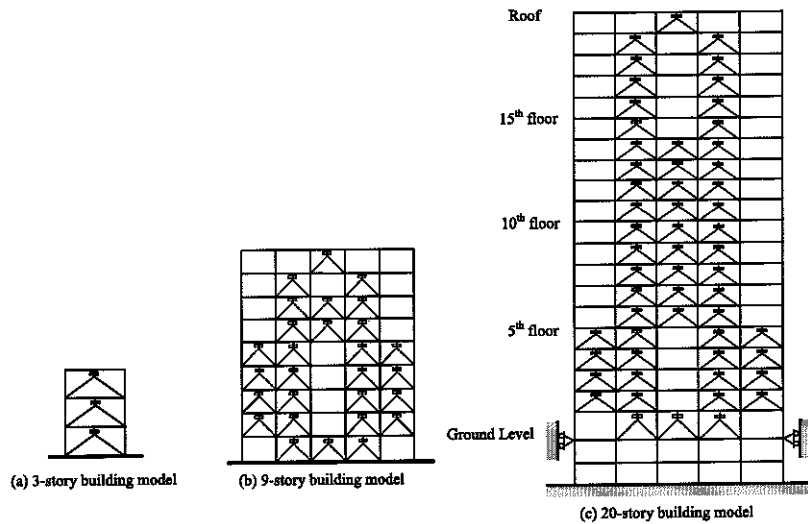 Roof
15th floor
10th floor
5th floor
Ground Level
(a) 3-story building model
(b) 9-story building model
(c) 20-story building model